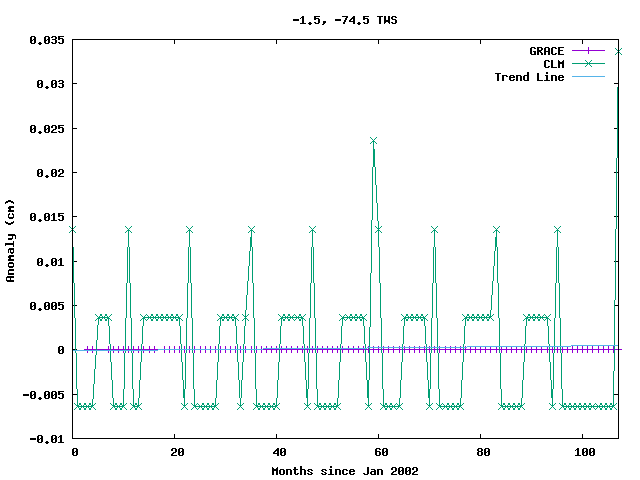 -1.5, -74.5 TWS
0.035
0.03
0.025
0.02
0.015
0.01
0.005
0
-0.005
-0.01
GRACE
CLM
Trend Line
Anomaly (cm)
0 20 40 60 80 100
Months since Jan 2002